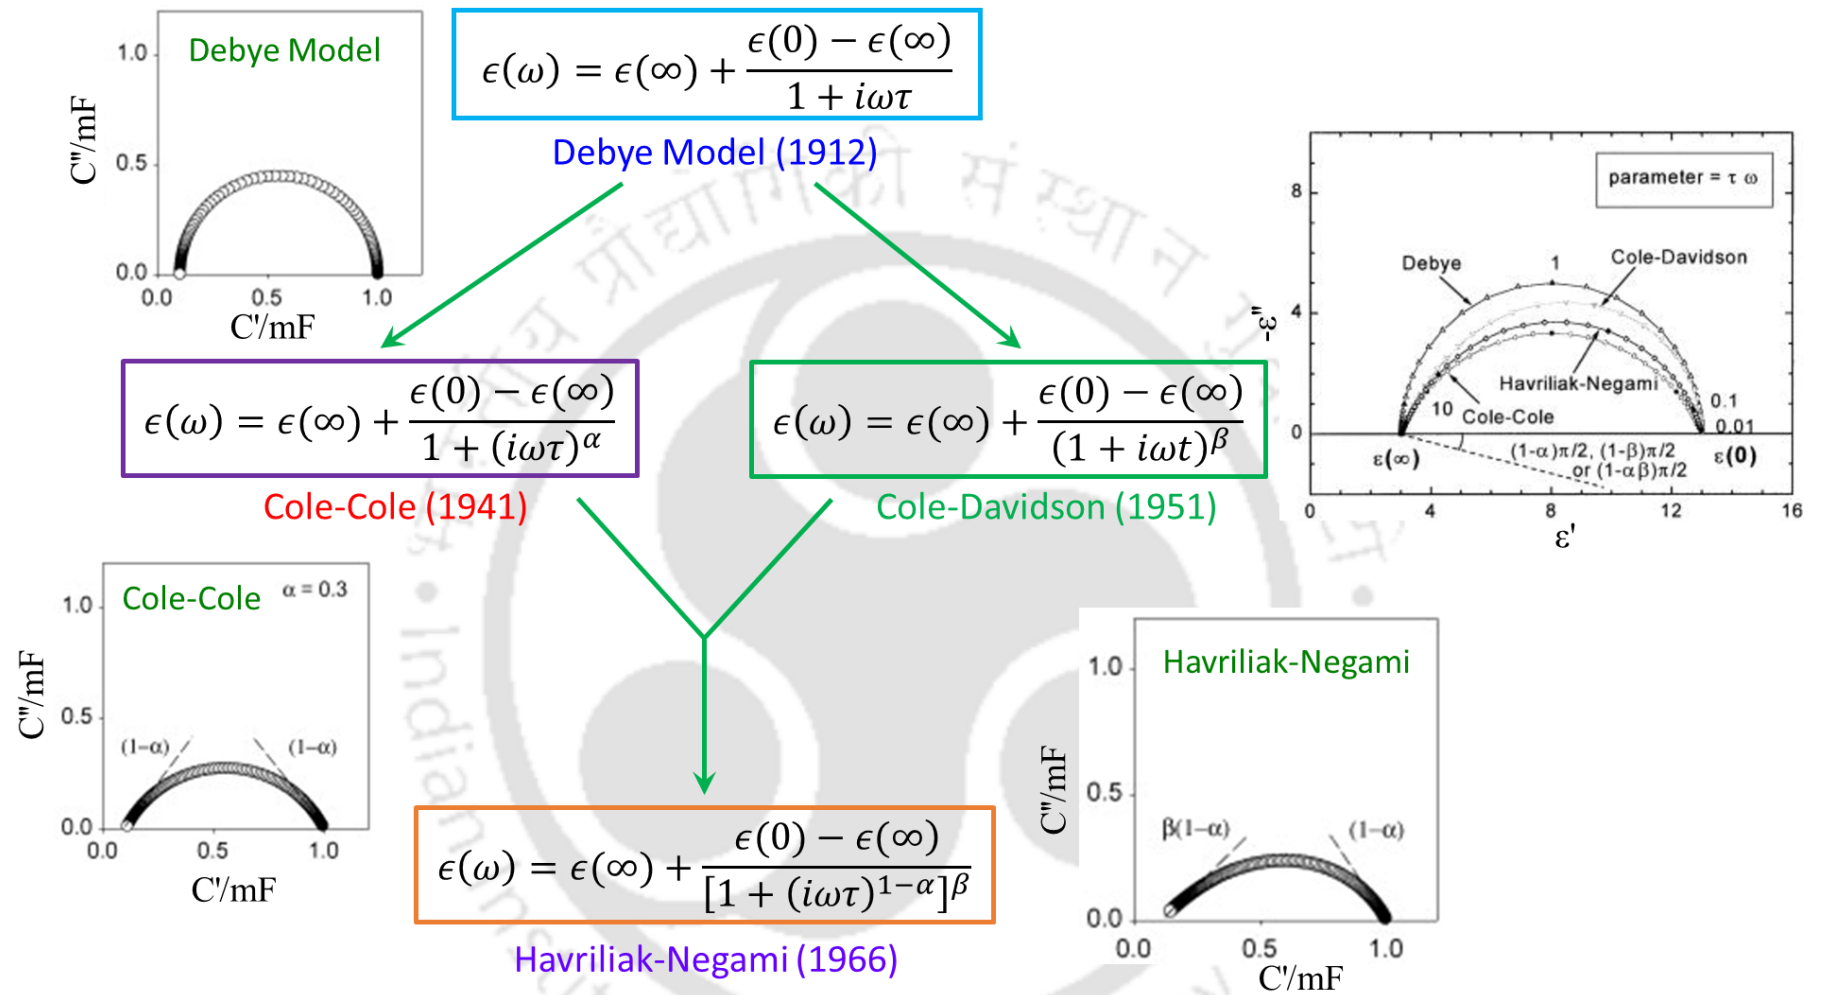 Debye Model
1.0
0.5
0.0
0.0 0.5 1.0
C"/mF
C'/mF
ϵ(ω) = ϵ(∞) + \frac{ϵ(0) − ϵ(∞)}{1 + iωτ}
Debye Model (1912)
parameter = τ ω
8
4
0
-ε"
Debye
1
Cole-Davidson
Havriliak-Negami
10
Cole-Cole
0.1
0.01
ε(∞)
(1-α)π/2, (1-β)π/2
or (1-αβ)π/2
ε(0)
0 4 8 12 16
ε'
ϵ(ω) = ϵ(∞) + \frac{ϵ(0) − ϵ(∞)}{1 + (iωτ)^α}
Cole-Cole (1941)
ϵ(ω) = ϵ(∞) + \frac{ϵ(0) − ϵ(∞)}{(1 + iωt)^β}
Cole-Davidson (1951)
Cole-Cole
α = 0.3
1.0
0.5
0.0
0.0 0.5 1.0
C"/mF
C'/mF
(1−α)
(1−α)
ϵ(ω) = ϵ(∞) + \frac{ϵ(0) − ϵ(∞)}{[1 + (iωτ)^{1−α}]^β}
Havriliak-Negami (1966)
Havriliak-Negami
1.0
0.5
0.0
0.0 0.5 1.0
C"/mF
C'/mF
β(1−α)
(1−α)
प्रौद्योगिकी संस्थान
Indian